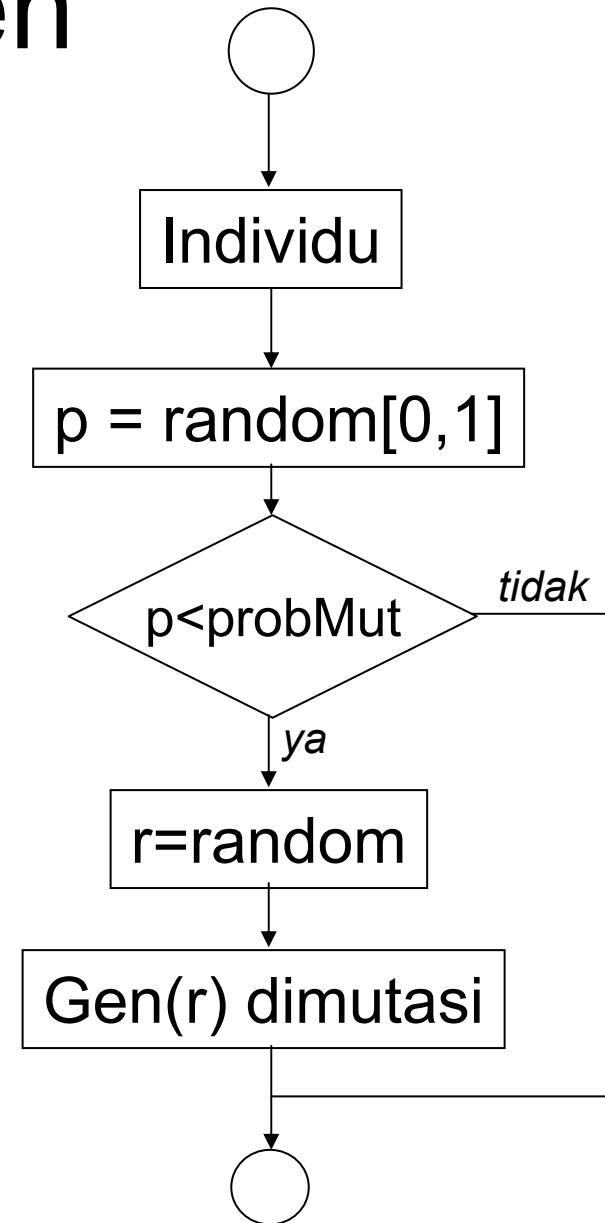 en
Individu
p = random[0,1]
p<probMut
tidak
ya
r=random
Gen(r) dimutasi